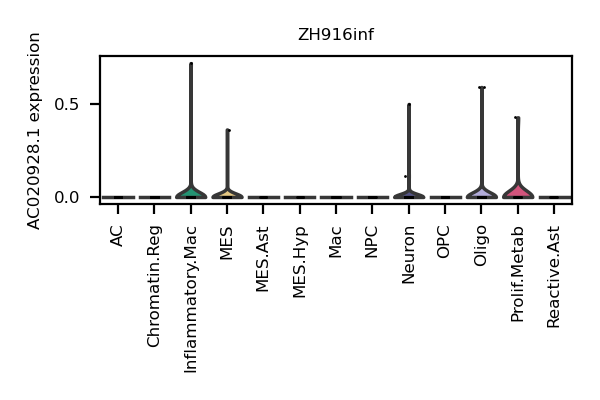 ZH916inf
AC020928.1 expression
0.5
0.0
AC
Chromatin.Reg
Inflammatory.Mac
MES
MES.Ast
MES.Hyp
Mac
NPC
Neuron
OPC
Oligo
Prolif.Metab
Reactive.Ast